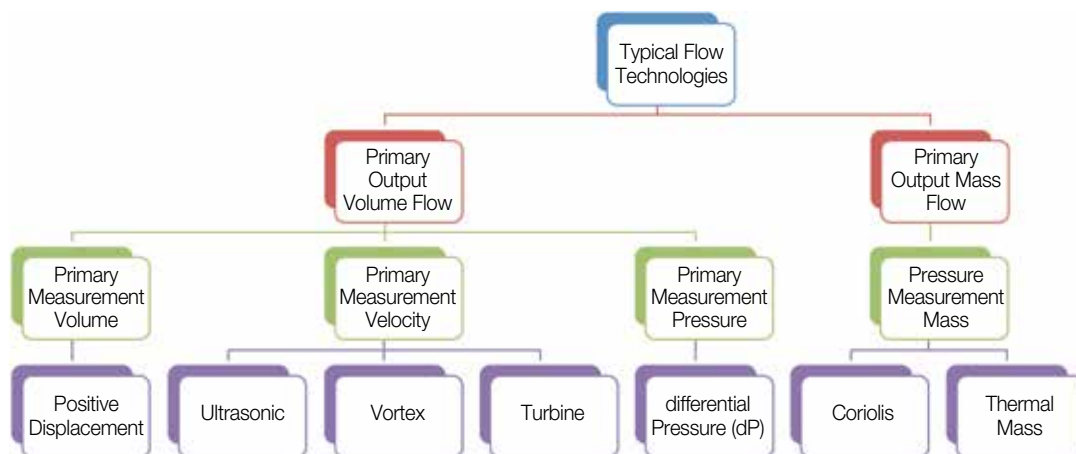 Typical Flow
Technologies
Primary
Output
Volume Flow
Primary
Output Mass
Flow
Primary
Measurement
Volume
Primary
Measurement
Velocity
Primary
Measurement
Pressure
Pressure
Measurement
Mass
Positive
Displacement
Ultrasonic
Vortex
Turbine
differential
Pressure (dP)
Coriolis
Thermal
Mass